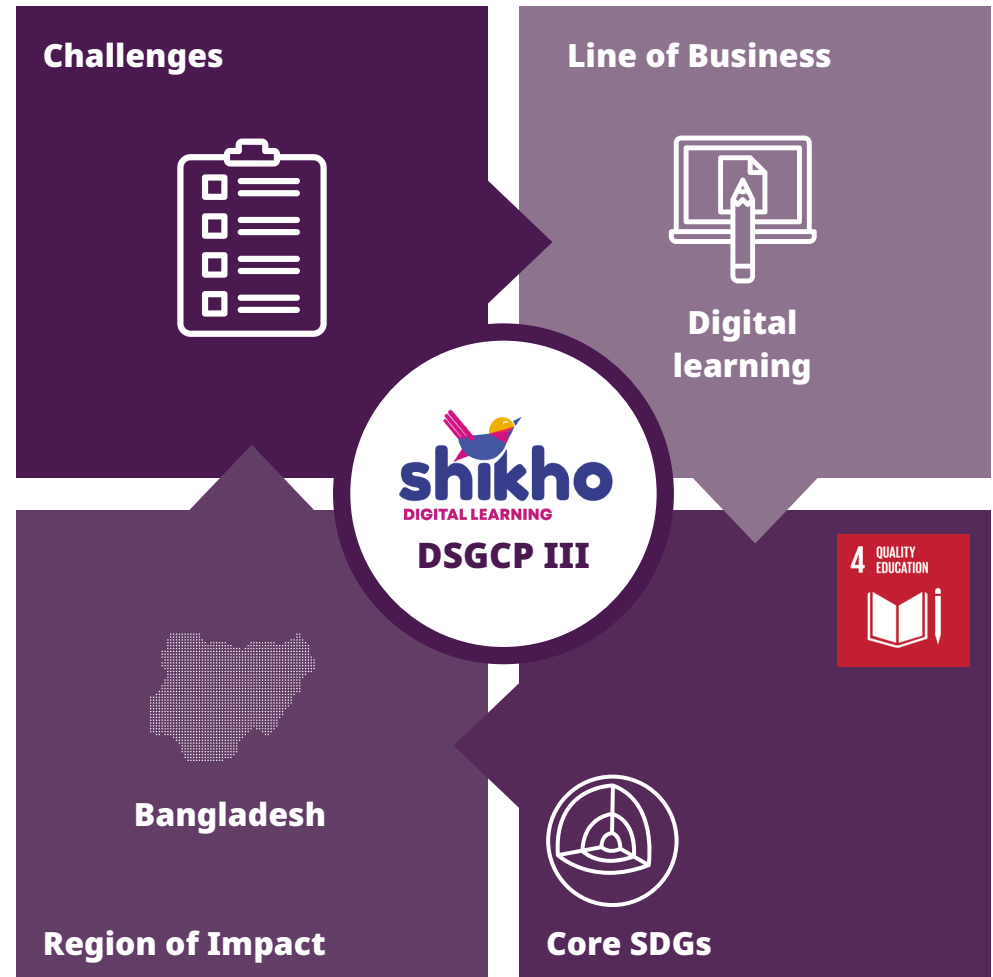 Challenges
Line of Business
Digital
learning
shikho
DIGITAL LEARNING
DSGCP III
4 QUALITY
EDUCATION
Bangladesh
Region of Impact
Core SDGs